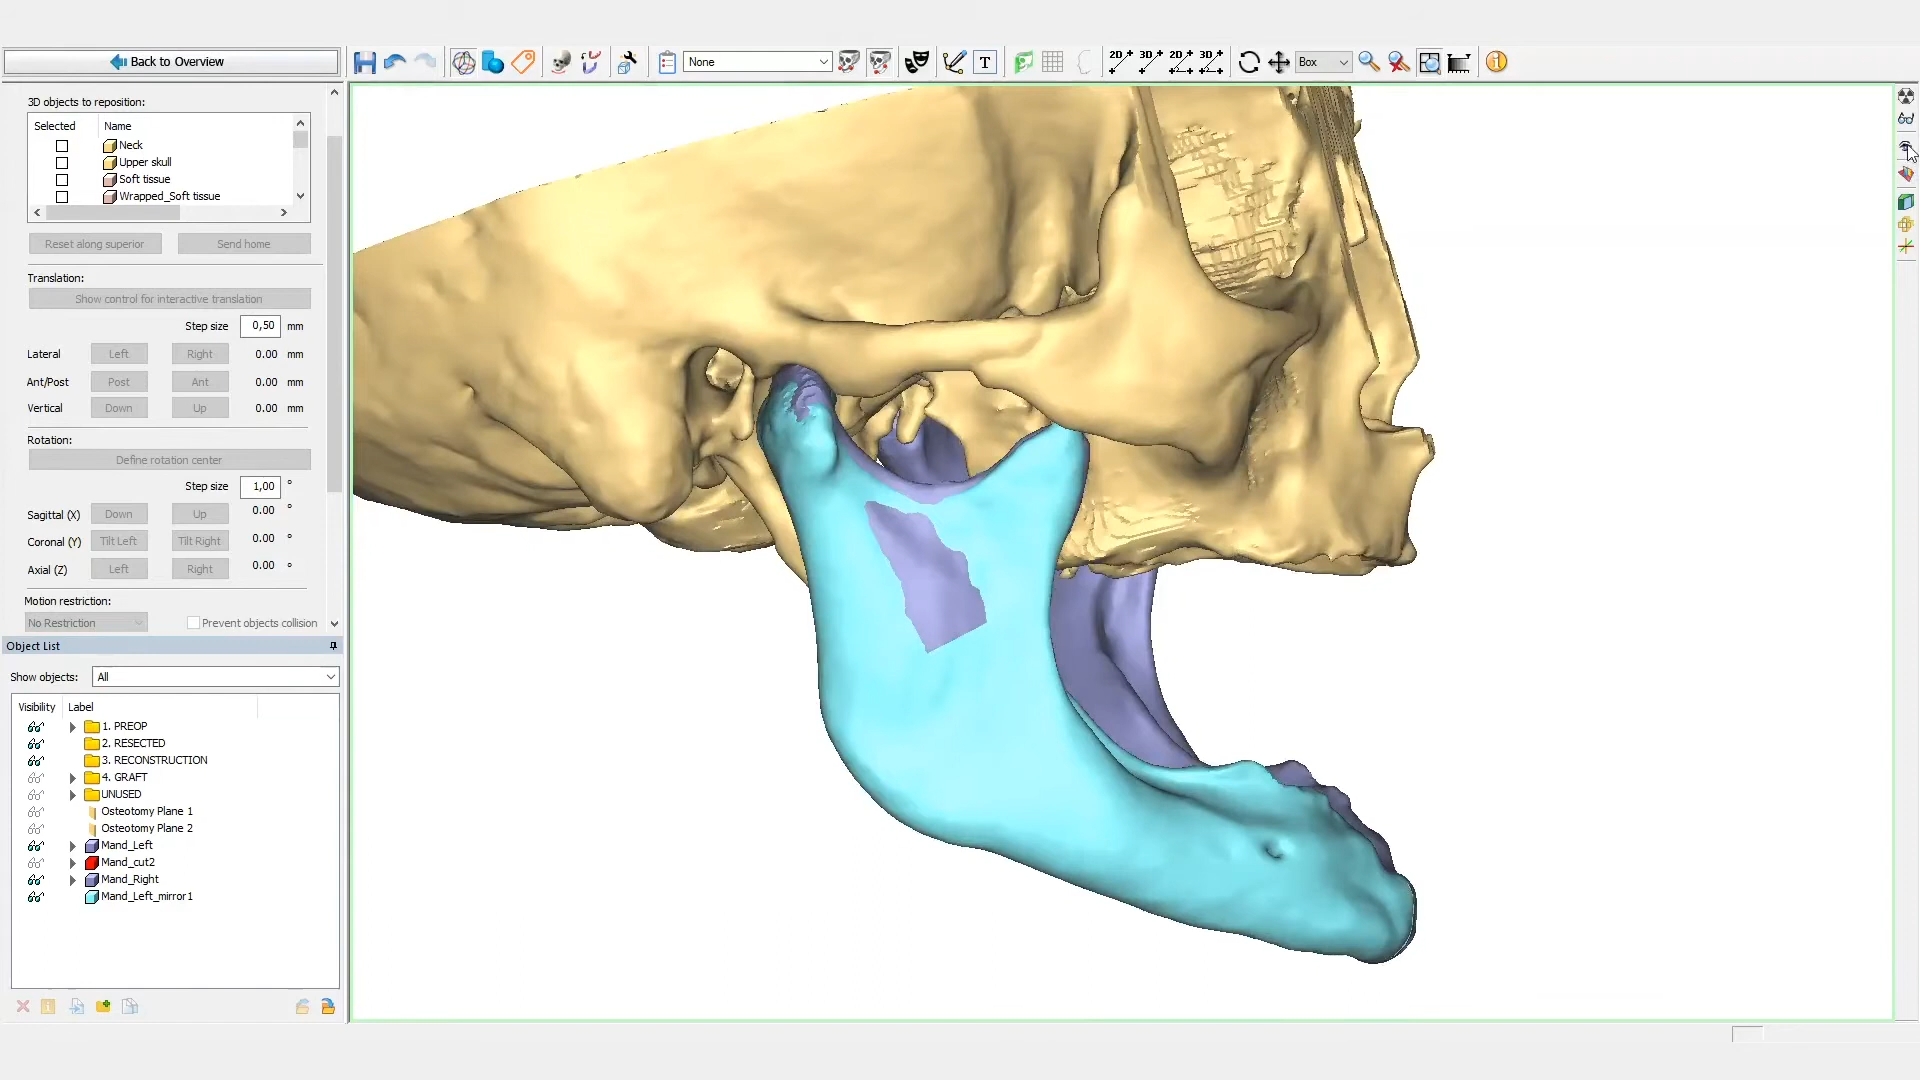 Back to Overview
None
T
2D
3D
2D
3D
Box
3D objects to reposition:
Selected Name
Neck
Upper skull
Soft tissue
Wrapped_Soft tissue
Reset along superior Send home
Translation:
Show control for interactive translation
Step size 0,50 mm
Lateral Left Right 0.00 mm
Ant/Post Post Ant 0.00 mm
Vertical Down Up 0.00 mm
Rotation:
Define rotation center
Step size 1,00 °
Sagittal (X) Down Up 0.00 °
Coronal (Y) Tilt Left Tilt Right 0.00 °
Axial (Z) Left Right 0.00 °
Motion restriction:
No Restriction Prevent objects collision
Object List
Show objects: All
Visibility Label
1. PREOP
2. RESECTED
3. RECONSTRUCTION
4. GRAFT
UNUSED
Osteotomy Plane 1
Osteotomy Plane 2
Mand_Left
Mand_cut2
Mand_Right
Mand_Left_mirror1